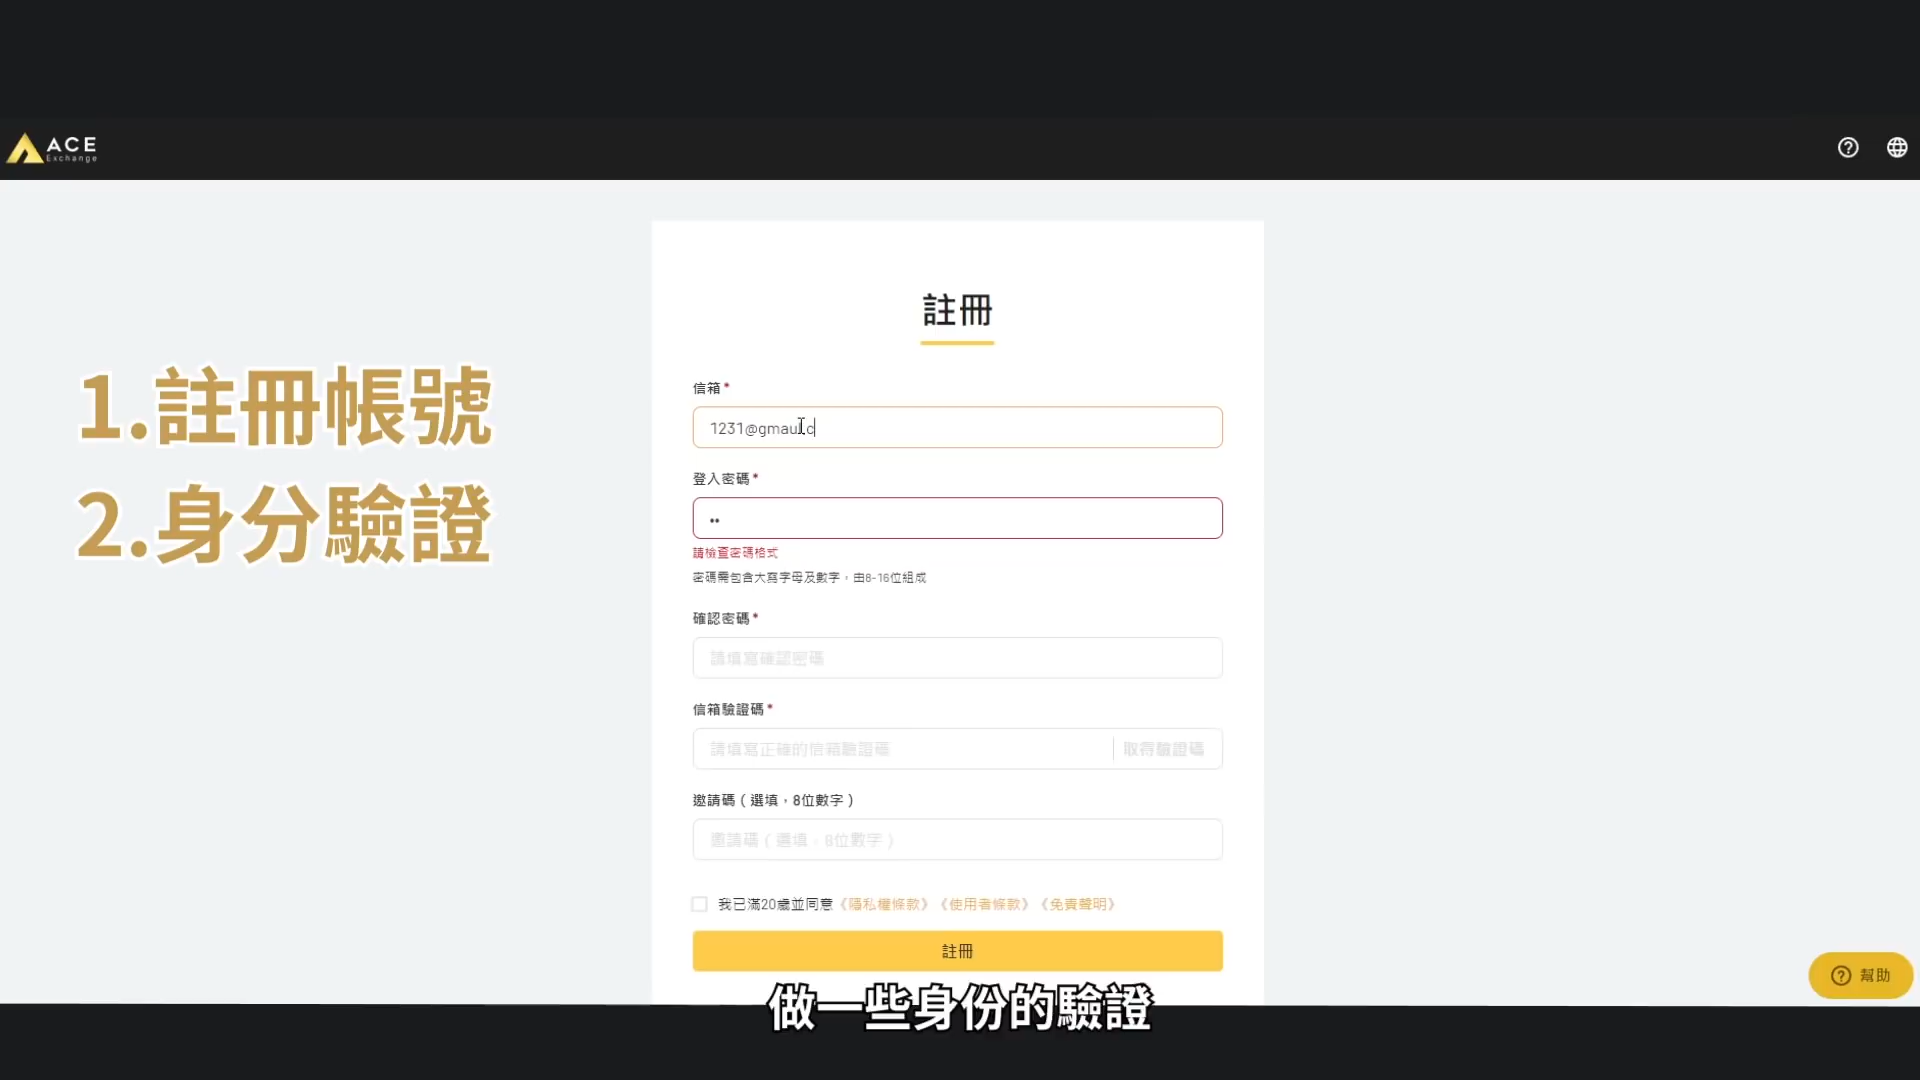 ACE
Exchange
1.註冊帳號
2.身分驗證
註冊
信箱*
1231@gmaul.c
登入密碼*
••
請檢查密碼格式
密碼需包含大寫字母及數字，由8-16位組成
確認密碼*
請填寫確認密碼
信箱驗證碼*
請填寫正確的信箱驗證碼 取得驗證碼
邀請碼 ( 選填，8位數字 )
邀請碼 ( 選填，8位數字 )
我已滿20歲並同意《隱私權條款》《使用者條款》《免責聲明》
註冊
幫助
做一些身份的驗證